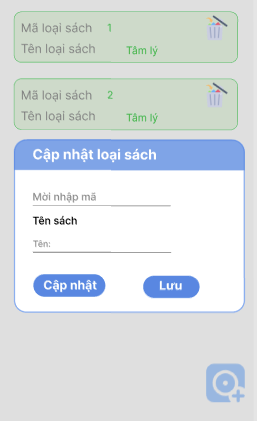 Mã loại sách 1
Tên loại sách Tâm lý
Mã loại sách 2
Tên loại sách Tâm lý
Cập nhật loại sách
Mời nhập mã
Tên sách
Tên:
Cập nhật Lưu